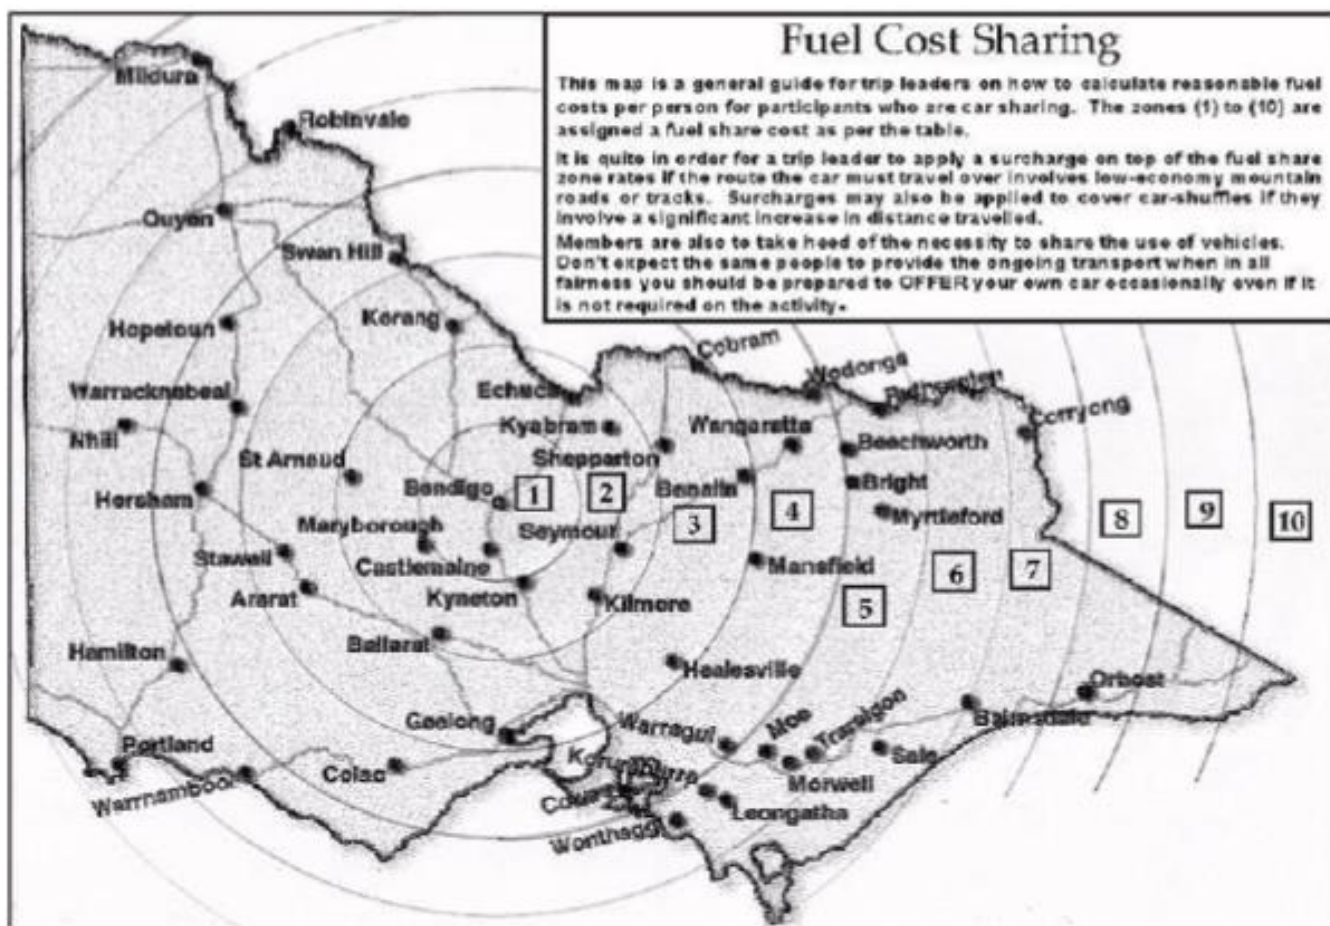 Fuel Cost Sharing
This map is a general guide for trip leaders on how to calculate reasonable fuel
costs per person for participants who are car sharing. The zones (1) to (10) are
assigned a fuel share cost as per the table.
It is quite in order for a trip leader to apply a surcharge on top of the fuel share
zone rates if the route the car must travel over involves low-economy mountain
roads or tracks. Surcharges may also be applied to cover car-shuffles if they
involve a significant increase in distance travelled.
Members are also to take heed of the necessity to share the use of vehicles.
Don't expect the same people to provide the ongoing transport when in all
fairness you should be prepared to OFFER your own car occasionally even if it
is not required on the activity.
Mildura
Robinvale
Ouyen
Swan Hill
Hopetoun
Kerang
Cobram
Wodonga
Warracknabeal
Echuca
Corryong
Nhill
Kyabram
Wangaratta
Shepparton
Beechworth
St Arnaud
Horsham
Bendigo
1
2
Benalla
Bright
Maryborough
Seymour
3
4
Myrtleford
8
9
10
Stawell
Castlemaine
Mansfield
6
7
Ararat
Kyneton
Kilmore
5
Ballarat
Hamilton
Healesville
Orbost
Geelong
Warragul
Moe
Traralgon
Bairnsdale
Portland
Colac
Sale
Warrnambool
Korumburra
Morwell
Leongatha
Wonthaggi